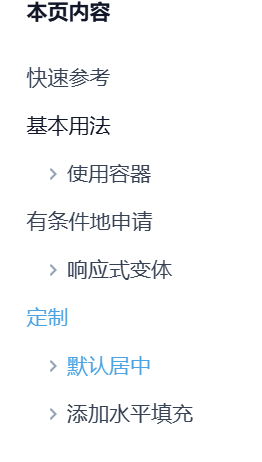 本页内容
快速参考
基本用法
使用容器
有条件地申请
响应式变体
定制
默认居中
添加水平填充